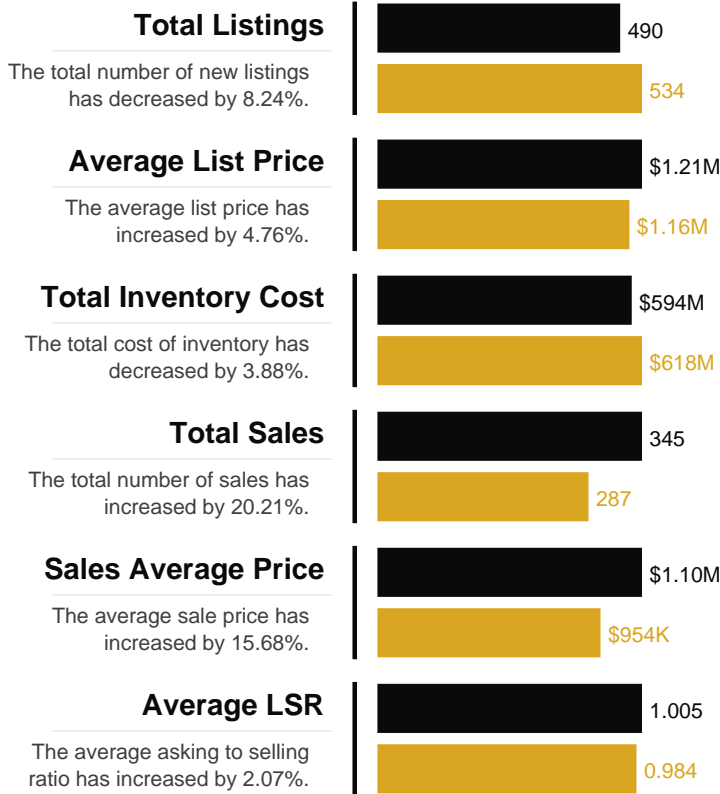 Total Listings
The total number of new listings
has decreased by 8.24%.
490
534
Average List Price
The average list price has
increased by 4.76%.
$1.21M
$1.16M
Total Inventory Cost
The total cost of inventory has
decreased by 3.88%.
$594M
$618M
Total Sales
The total number of sales has
increased by 20.21%.
345
287
Sales Average Price
The average sale price has
increased by 15.68%.
$1.10M
$954K
Average LSR
The average asking to selling
ratio has increased by 2.07%.
1.005
0.984